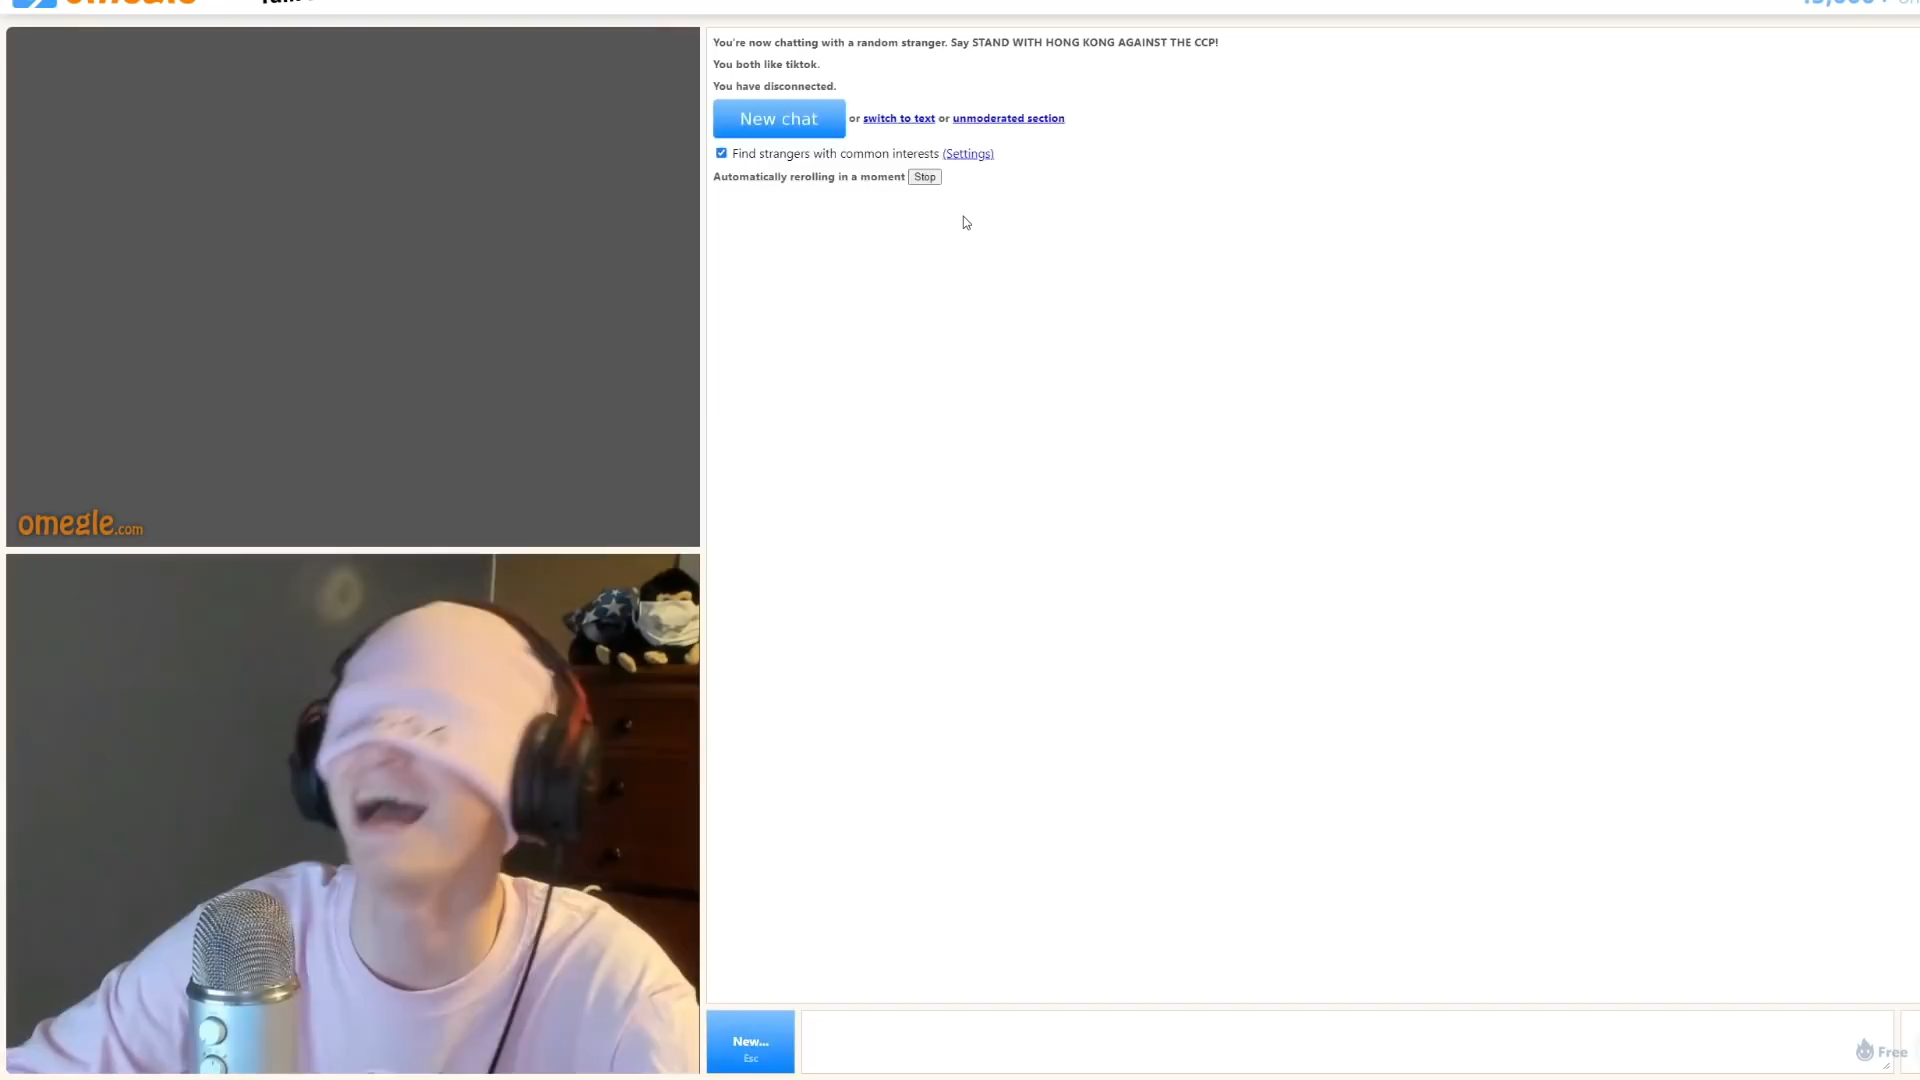 omegle
You're now chatting with a random stranger. Say STAND WITH HONG KONG AGAINST THE CCP!
You both like tiktok.
You have disconnected.
New chat or switch to text or unmoderated section
Find strangers with common interests (Settings)
Automatically rerolling in a moment Stop
omegle.com
New...
Esc
Free